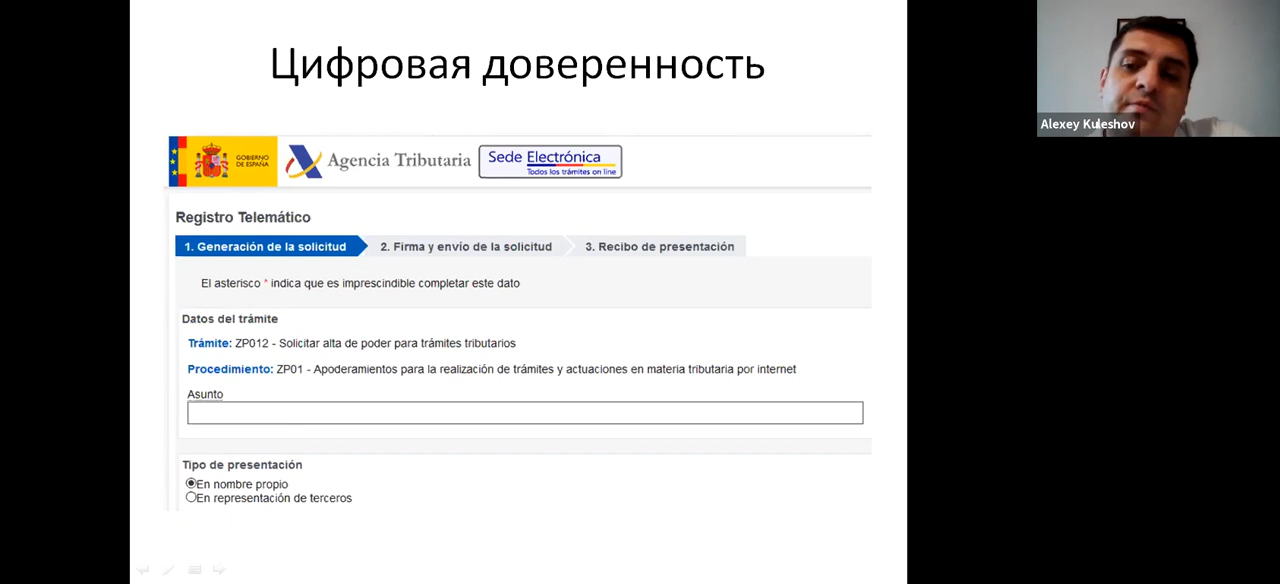 Цифровая доверенность
Alexey Kuleshov
GOBIERNO
DE ESPAÑA
Agencia Tributaria
Sede Electrónica
Todos los trámites on line
Registro Telemático
1. Generación de la solicitud
2. Firma y envío de la solicitud
3. Recibo de presentación
El asterisco * indica que es imprescindible completar este dato
Datos del trámite
Trámite: ZP012 - Solicitar alta de poder para trámites tributarios
Procedimiento: ZP01 - Apoderamientos para la realización de trámites y actuaciones en materia tributaria por internet
Asunto
Tipo de presentación
En nombre propio
En representación de terceros